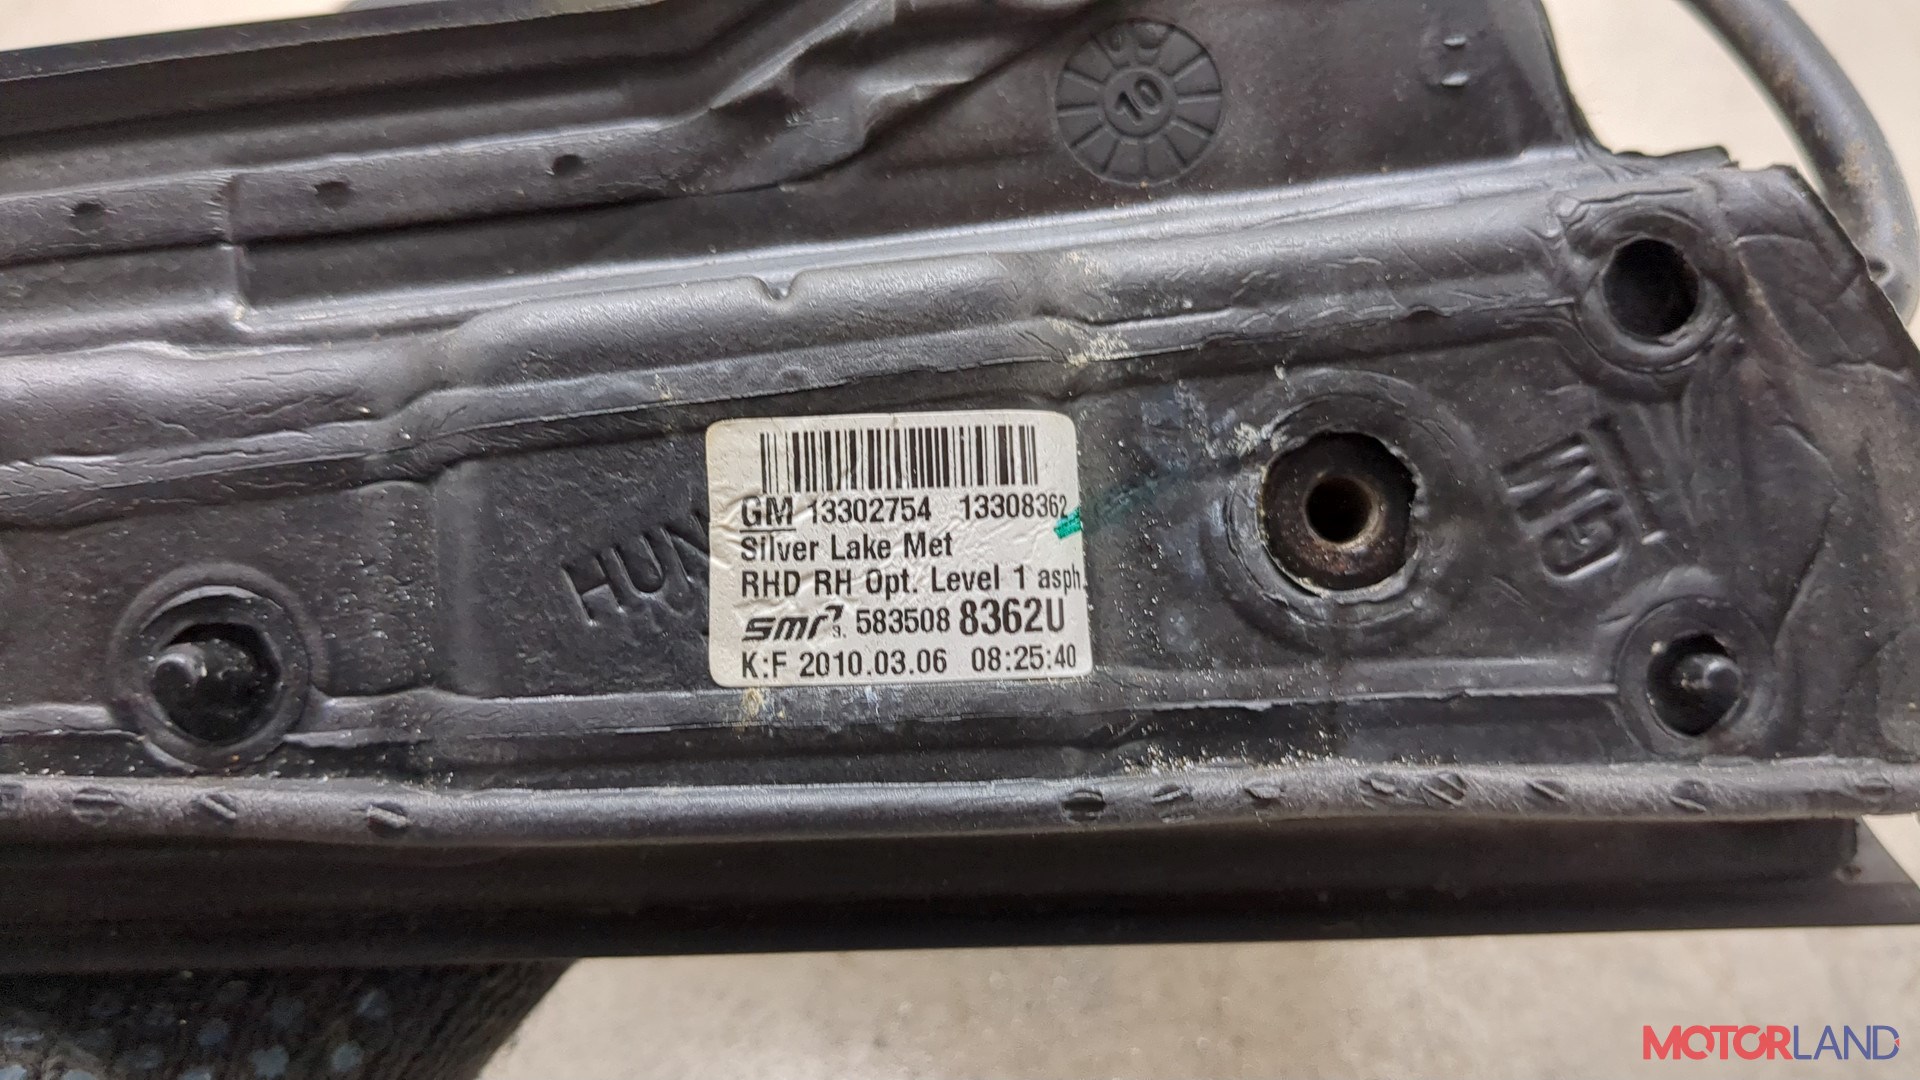 10
GM 13302754 13308362
Silver Lake Met
RHD RH Opt. Level 1 asph.
smr 583508 8362U
K:F 2010.03.06 08:25:40
HUN
GM
MOTORLAND